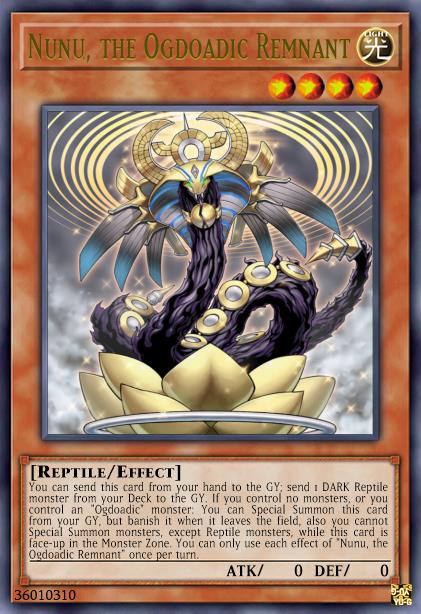 NUNU, THE OGDOADIC REMNANT
LIGHT
光
[REPTILE/EFFECT]
You can send this card from your hand to the GY; send 1 DARK Reptile
monster from your Deck to the GY. If you control no monsters, or you
control an "Ogdoadic" monster: You can Special Summon this card
from your GY, but banish it when it leaves the field, also you cannot
Special Summon monsters, except Reptile monsters, while this card is
face-up in the Monster Zone. You can only use each effect of "Nunu, the
Ogdoadic Remnant" once per turn.
ATK/ 0 DEF/ 0
36010310